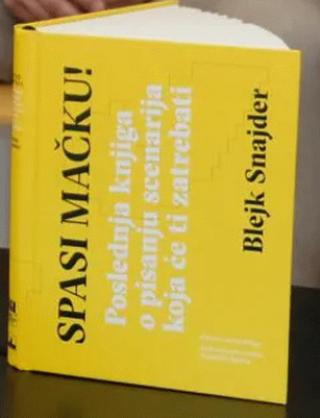 SPASI MAČKU!
Poslednja knjiga
o pisanju scenarija
koja će ti zatrebati
Blejk Snajder